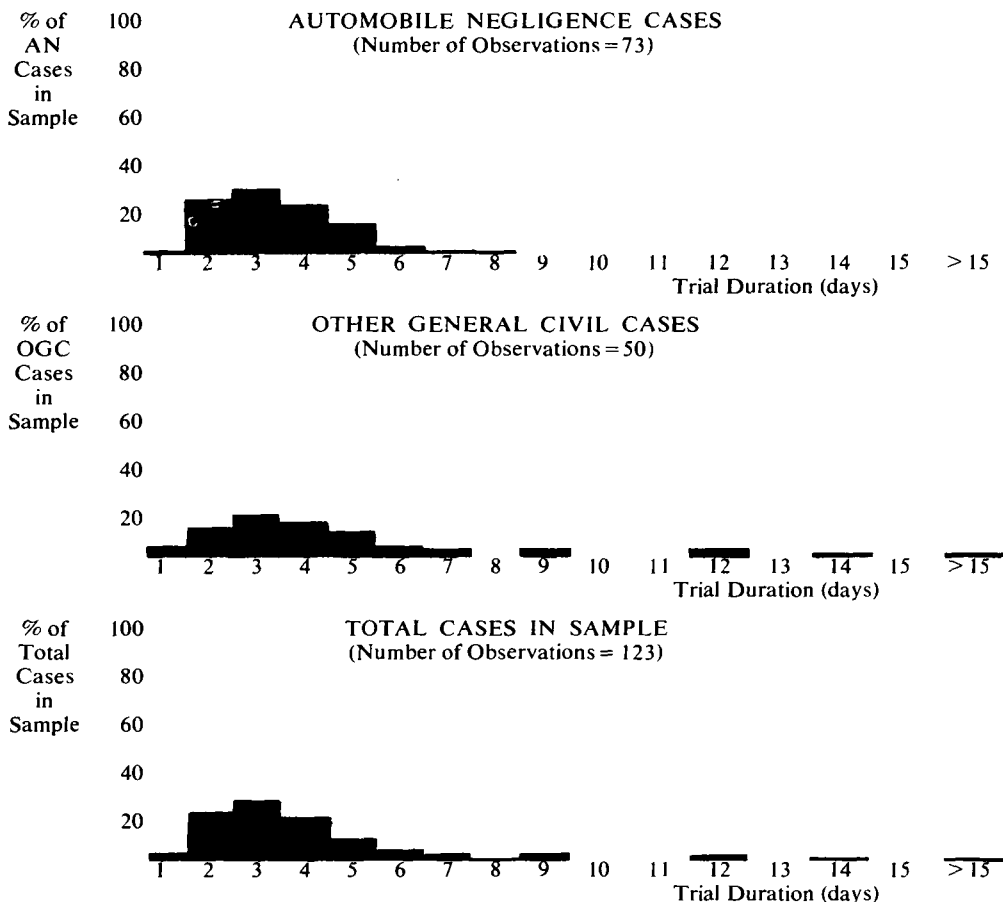 % of 100 AUTOMOBILE NEGLIGENCE CASES
AN (Number of Observations = 73)
Cases 80
in
Sample 60
40
20
1 2 3 4 5 6 7 8 9 10 11 12 13 14 15 > 15
Trial Duration (days)
% of 100 OTHER GENERAL CIVIL CASES
OGC (Number of Observations = 50)
Cases 80
in
Sample 60
40
20
1 2 3 4 5 6 7 8 9 10 11 12 13 14 15 > 15
Trial Duration (days)
% of 100 TOTAL CASES IN SAMPLE
Total (Number of Observations = 123)
Cases 80
in
Sample 60
40
20
1 2 3 4 5 6 7 8 9 10 11 12 13 14 15 > 15
Trial Duration (days)